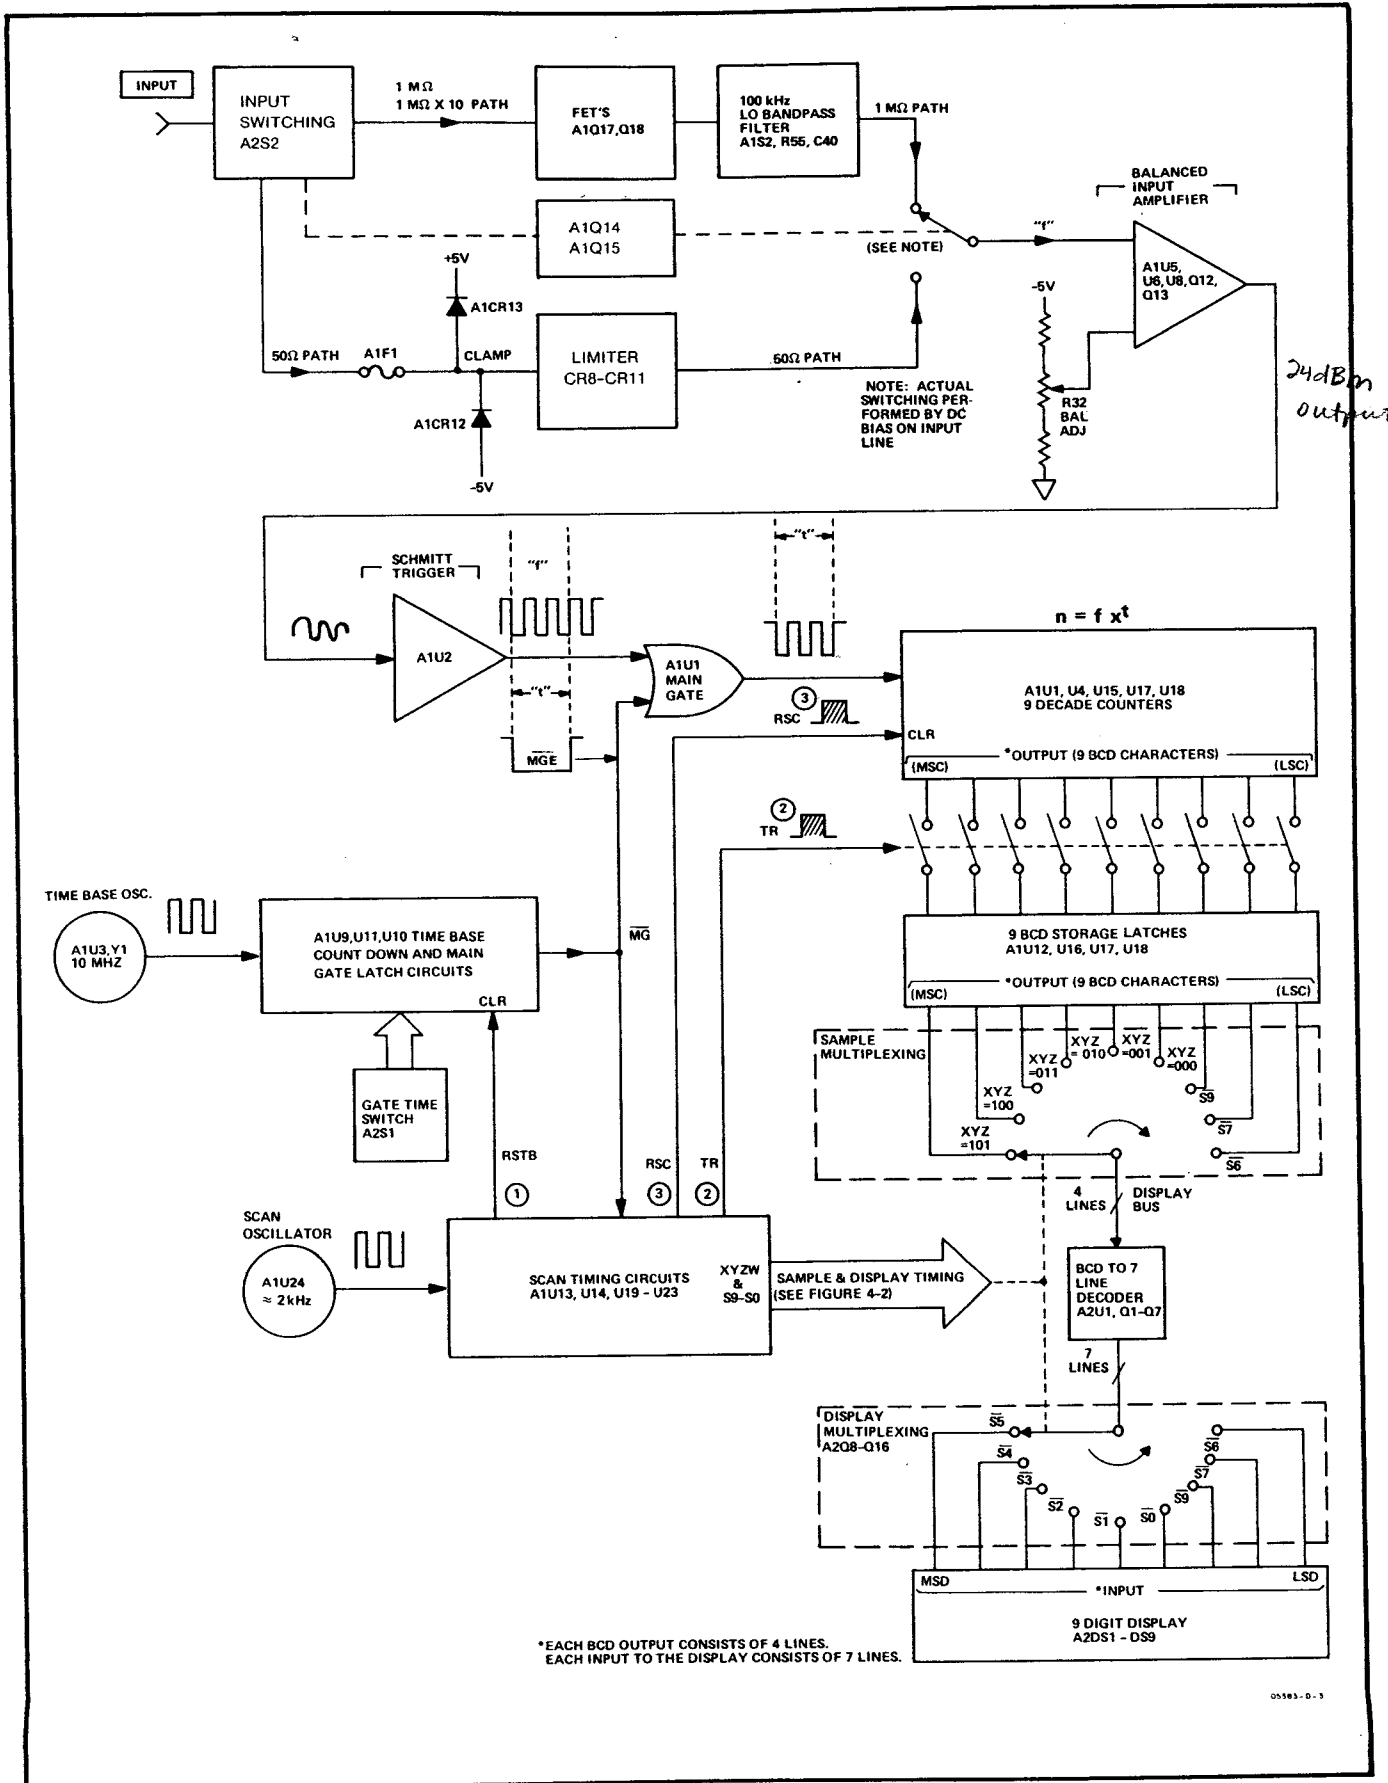 INPUT
INPUT
SWITCHING
A2S2
1 MΩ
1 MΩ X 10 PATH
FET'S
A1Q17,Q18
100 kHz
LO BANDPASS
FILTER
A1S2, R55, C40
1 MΩ PATH
A1Q14
A1Q15
(SEE NOTE)
"f"
BALANCED
INPUT
AMPLIFIER
A1U5,
U6,U8,Q12,
Q13
-5V
R32
BAL
ADJ
+5V
A1CR13
50Ω PATH
A1F1
CLAMP
LIMITER
CR8-CR11
50Ω PATH
A1CR12
-5V
NOTE: ACTUAL
SWITCHING PER-
FORMED BY DC
BIAS ON INPUT
LINE
24dBm
output
SCHMITT
TRIGGER
A1U2
"f"
"t"
MGE
A1U1
MAIN
GATE
"t"
n = f x^t
A1U1, U4, U15, U17, U18
9 DECADE COUNTERS
CLR
*OUTPUT (9 BCD CHARACTERS)
(MSC)
(LSC)
3
RSC
2
TR
TIME BASE OSC.
A1U3,Y1
10 MHZ
A1U9,U11,U10 TIME BASE
COUNT DOWN AND MAIN
GATE LATCH CIRCUITS
CLR
MG
GATE TIME
SWITCH
A2S1
RSTB
1
RSC
3
TR
2
9 BCD STORAGE LATCHES
A1U12, U16, U17, U18
*OUTPUT (9 BCD CHARACTERS)
(MSC)
(LSC)
SAMPLE
MULTIPLEXING
XYZ
=101
XYZ
=100
XYZ
=011
XYZ
= 010
XYZ
=001
XYZ
=000
S9
S7
S6
4
LINES
DISPLAY
BUS
SCAN
OSCILLATOR
A1U24
≈ 2kHz
SCAN TIMING CIRCUITS
A1U13, U14, U19 - U23
XYZW
&
S9-S0
SAMPLE & DISPLAY TIMING
(SEE FIGURE 4-2)
BCD TO 7
LINE
DECODER
A2U1, Q1-Q7
7
LINES
DISPLAY
MULTIPLEXING
A2Q8-Q16
S5
S4
S3
S2
S1
S0
S9
S7
S6
MSD
LSD
*INPUT
9 DIGIT DISPLAY
A2DS1 - DS9
*EACH BCD OUTPUT CONSISTS OF 4 LINES.
EACH INPUT TO THE DISPLAY CONSISTS OF 7 LINES.
05383-D-3